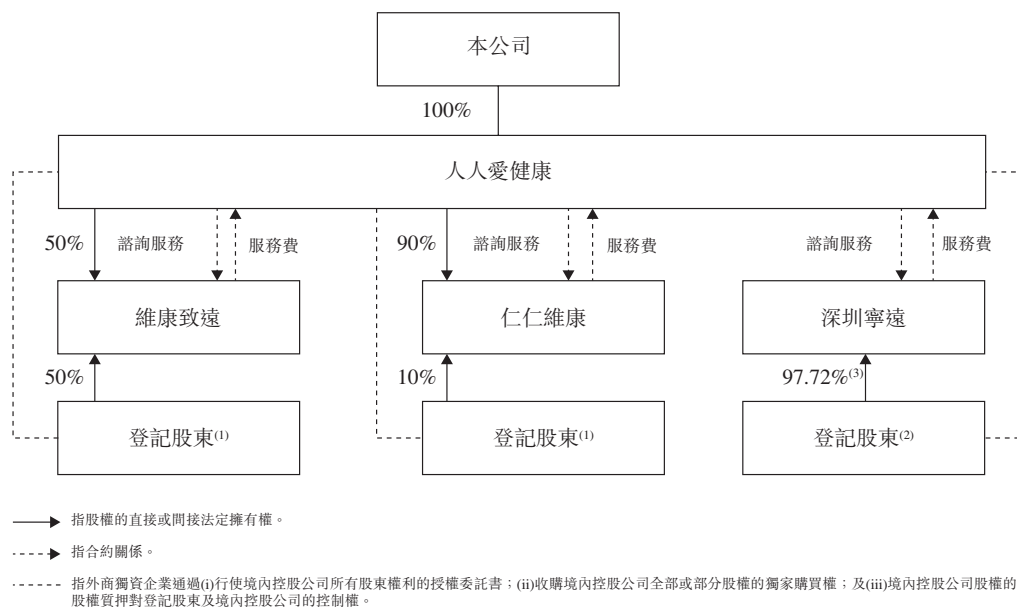 本公司
100%
人人愛健康
50% 諮詢服務 服務費 90% 諮詢服務 服務費 諮詢服務 服務費
維康致遠 仁仁維康 深圳寧遠
50% 10% 97.72%(3)
登記股東(1) 登記股東(1) 登記股東(2)
指股權的直接或間接法定擁有權。
指合約關係。
指外商獨資企業通過(i)行使境內控股公司所有股東權利的授權委託書；(ii)收購境內控股公司全部或部分股權的獨家購買權；及(iii)境內控股公司股權的
股權質押對登記股東及境內控股公司的控制權。